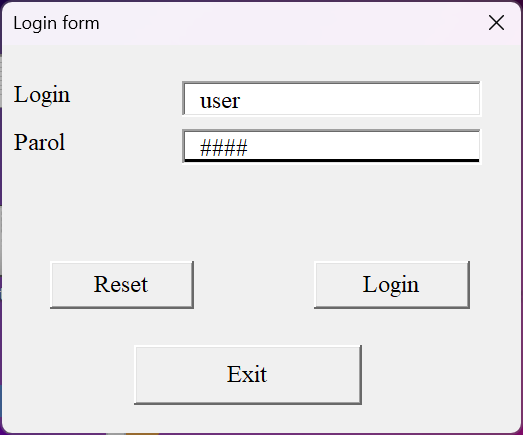 Login form
Login
user
Parol
####
Reset
Login
Exit